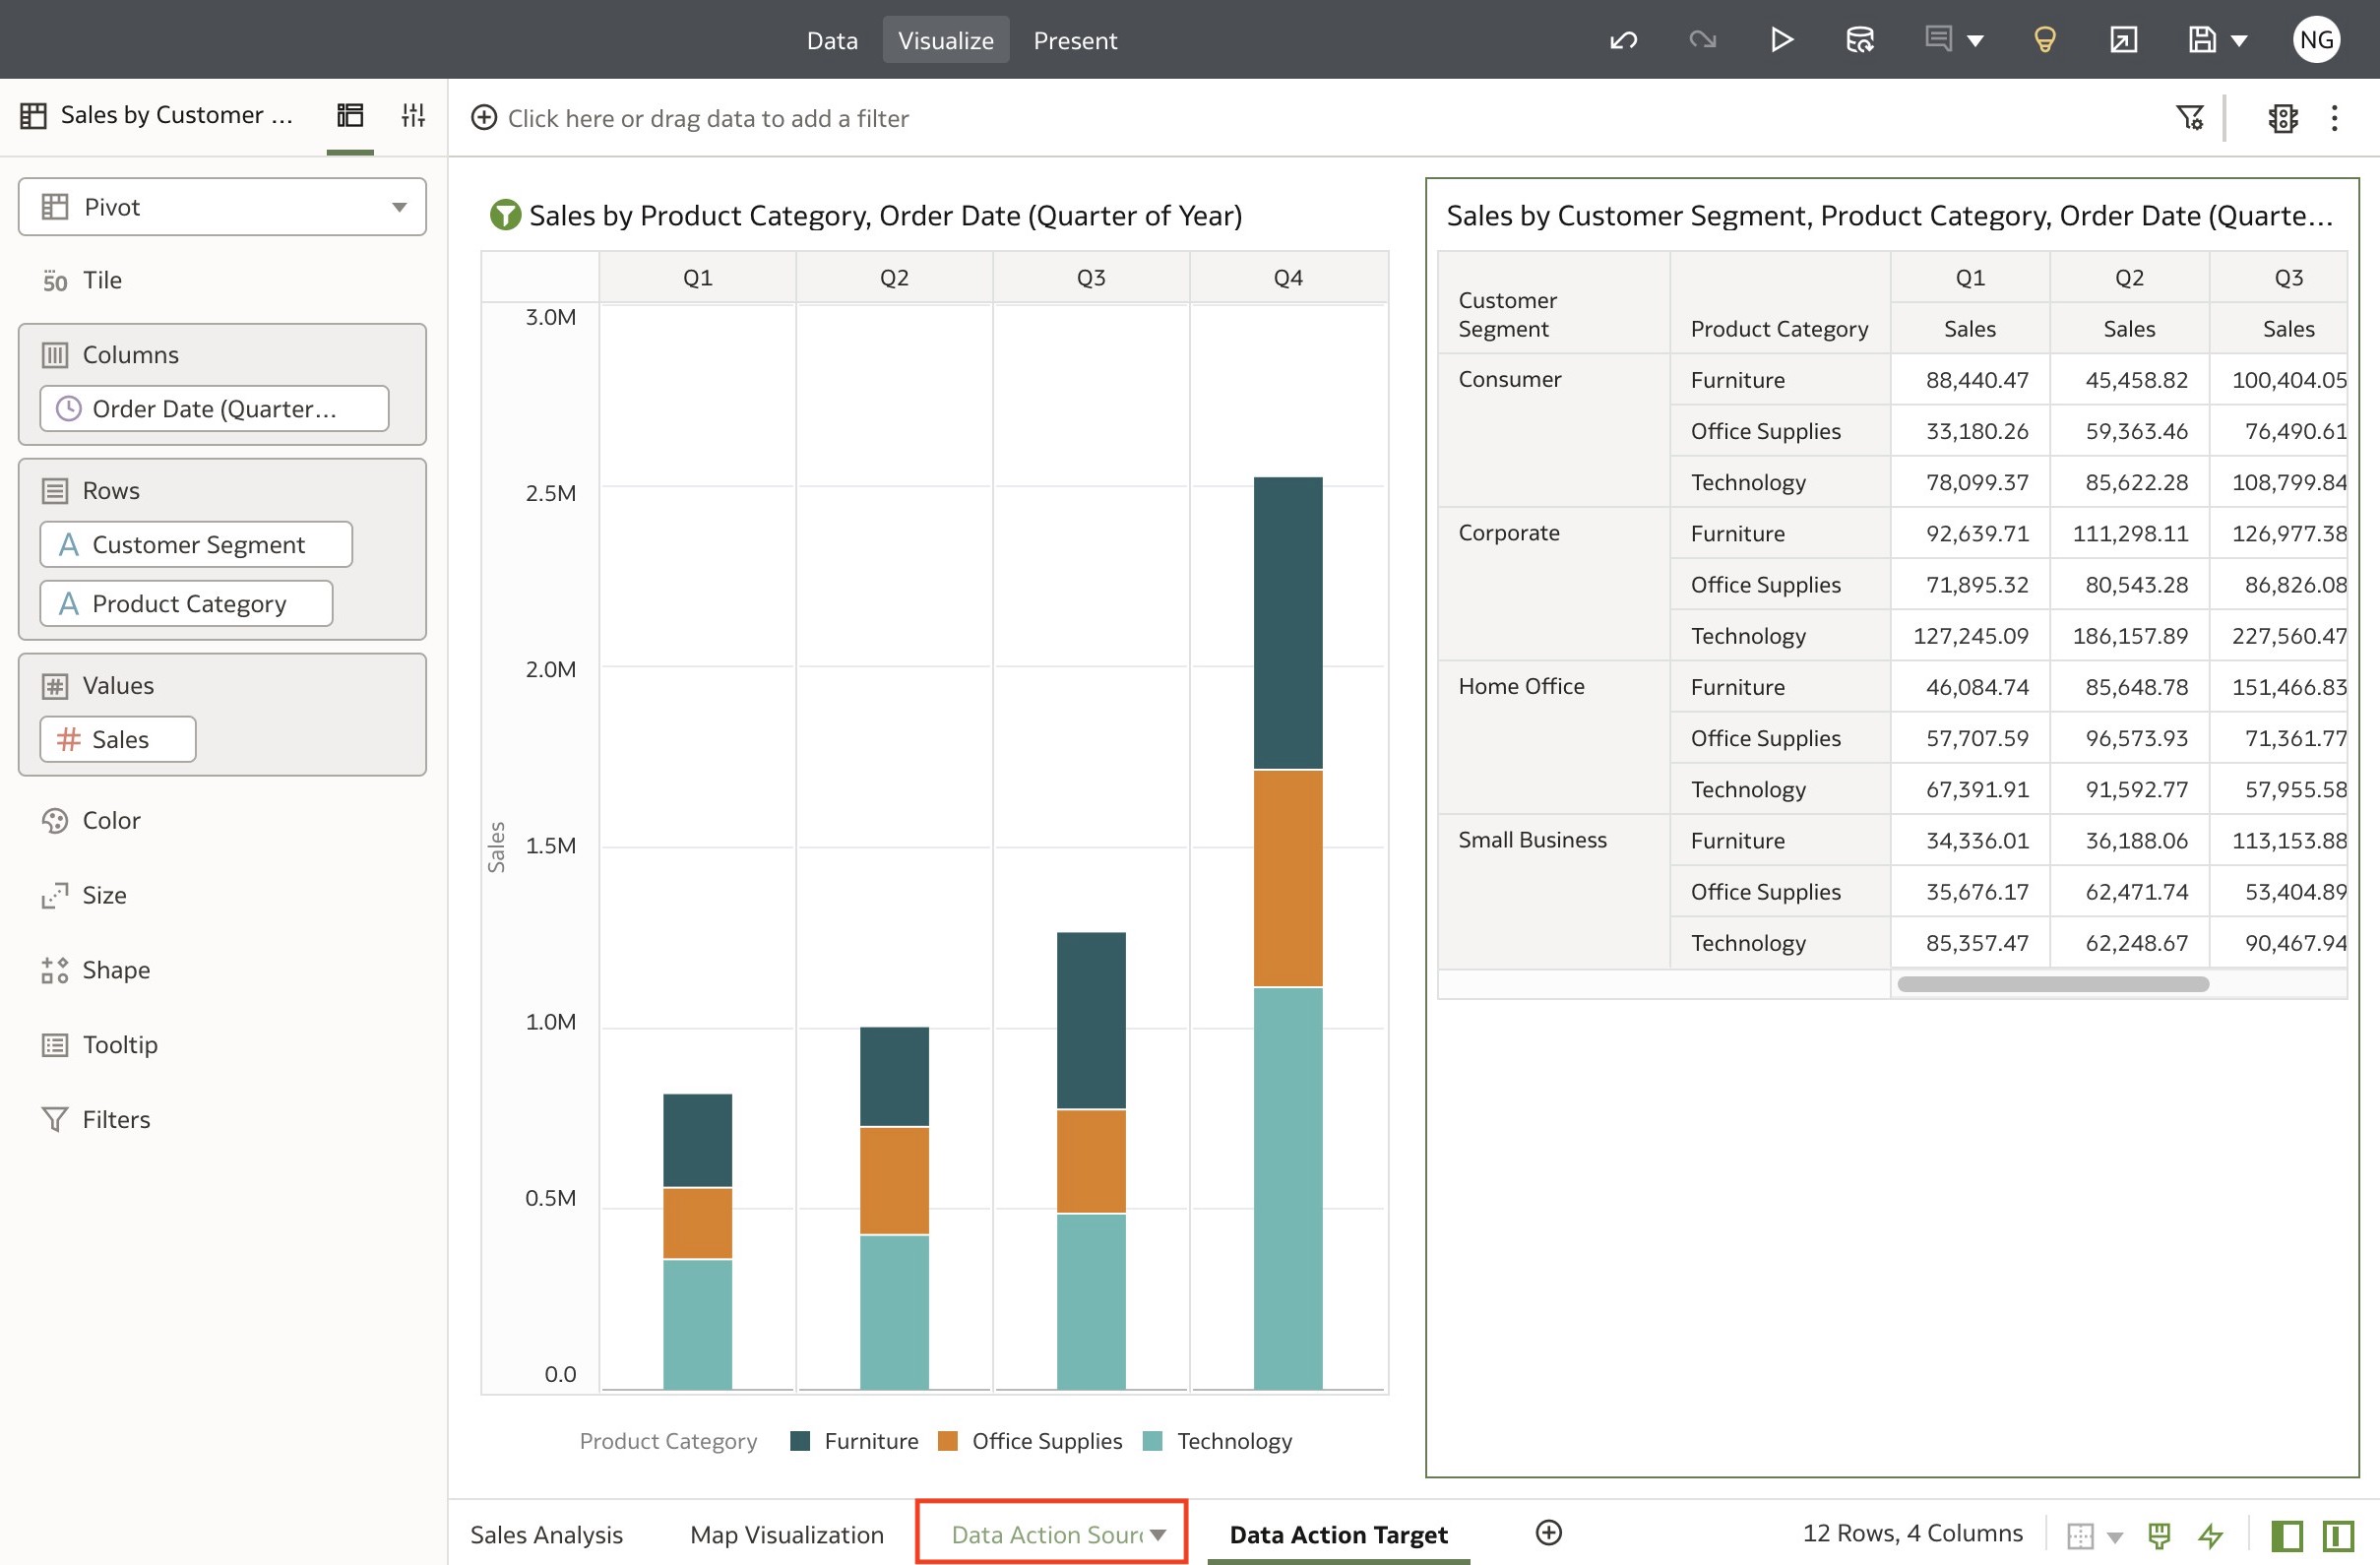 Data
Visualize
Present
NG
Sales by Customer ...
Click here or drag data to add a filter
Pivot
50 Tile
Columns
Order Date (Quarter...
Rows
A Customer Segment
A Product Category
Values
# Sales
Color
Size
Shape
Tooltip
Filters
Sales by Product Category, Order Date (Quarter of Year)
Q1 Q2 Q3 Q4
3.0M
2.5M
2.0M
1.5M
1.0M
0.5M
0.0
Sales
Product Category Furniture Office Supplies Technology
Sales by Customer Segment, Product Category, Order Date (Quarte...
Q1 Q2 Q3
Customer
Segment Product Category Sales Sales Sales
Consumer Furniture 88,440.47 45,458.82 100,404.05
Office Supplies 33,180.26 59,363.46 76,490.61
Technology 78,099.37 85,622.28 108,799.84
Corporate Furniture 92,639.71 111,298.11 126,977.38
Office Supplies 71,895.32 80,543.28 86,826.08
Technology 127,245.09 186,157.89 227,560.47
Home Office Furniture 46,084.74 85,648.78 151,466.83
Office Supplies 57,707.59 96,573.93 71,361.77
Technology 67,391.91 91,592.77 57,955.58
Small Business Furniture 34,336.01 36,188.06 113,153.88
Office Supplies 35,676.17 62,471.74 53,404.89
Technology 85,357.47 62,248.67 90,467.94
Sales Analysis
Map Visualization
Data Action Sour
Data Action Target
12 Rows, 4 Columns